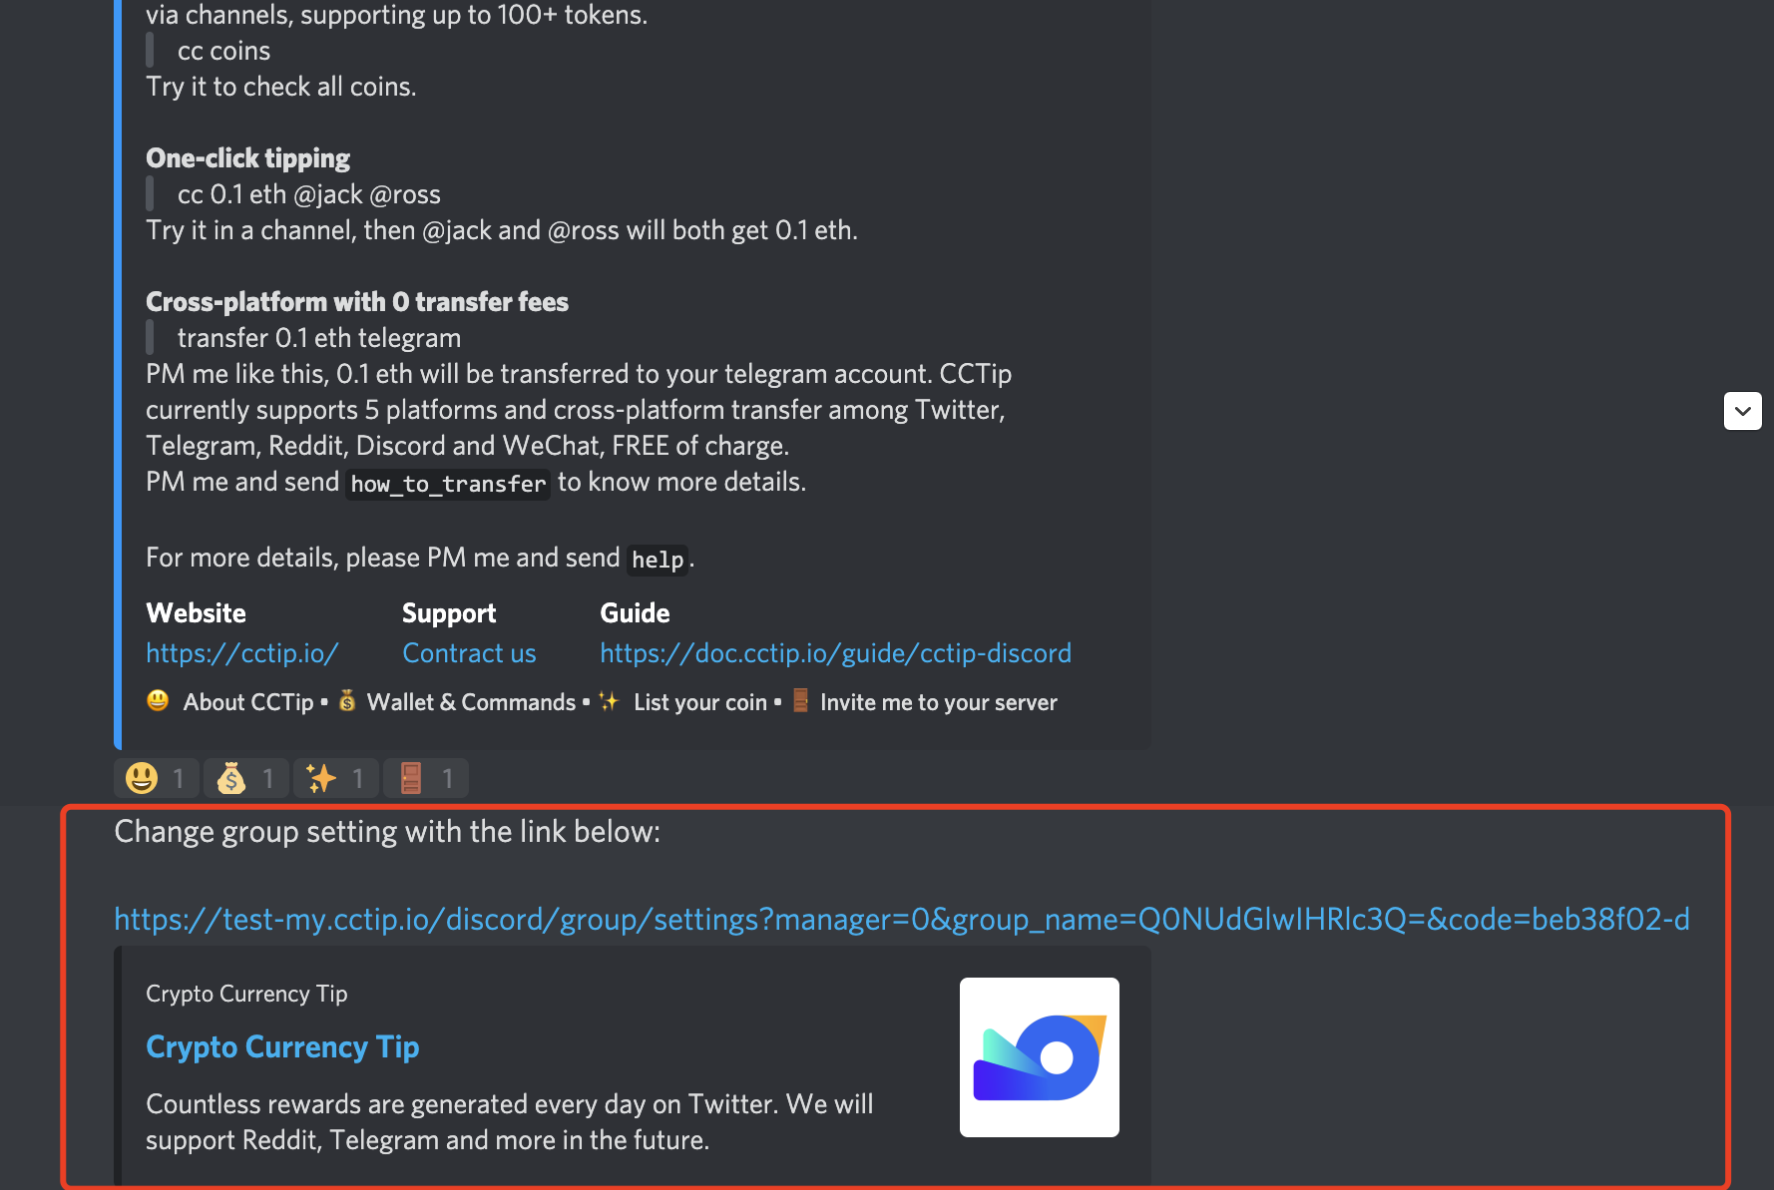 via channels, supporting up to 100+ tokens.
cc coins
Try it to check all coins.
One-click tipping
cc 0.1 eth @jack @ross
Try it in a channel, then @jack and @ross will both get 0.1 eth.
Cross-platform with 0 transfer fees
transfer 0.1 eth telegram
PM me like this, 0.1 eth will be transferred to your telegram account. CCTip
currently supports 5 platforms and cross-platform transfer among Twitter,
Telegram, Reddit, Discord and WeChat, FREE of charge.
PM me and send how_to_transfer to know more details.
For more details, please PM me and send help.
Website Support Guide
https://cctip.io/ Contract us https://doc.cctip.io/guide/cctip-discord
😃 About CCTip • 💰 Wallet & Commands • ✨ List your coin • 🚪 Invite me to your server
😃 1 💰 1 ✨ 1 🚪 1
Change group setting with the link below:
https://test-my.cctip.io/discord/group/settings?manager=0&group_name=Q0NUdGlwIHRlc3Q=&code=beb38f02-d
Crypto Currency Tip
Crypto Currency Tip
Countless rewards are generated every day on Twitter. We will
support Reddit, Telegram and more in the future.